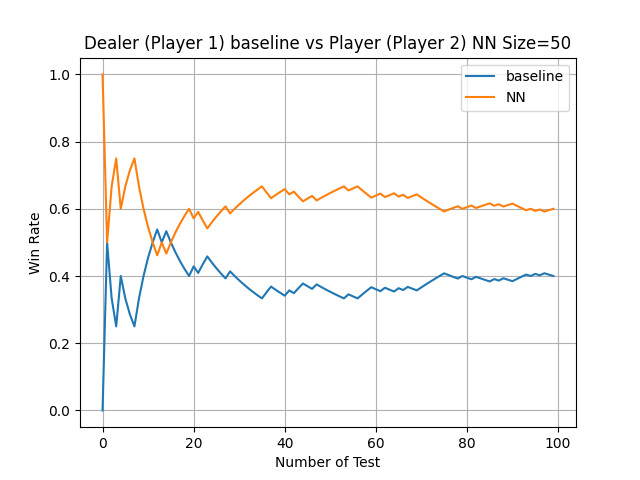 Dealer (Player 1) baseline vs Player (Player 2) NN Size=50
baseline
NN
1.0
0.8
0.6
0.4
0.2
0.0
Win Rate
0 20 40 60 80 100
Number of Test